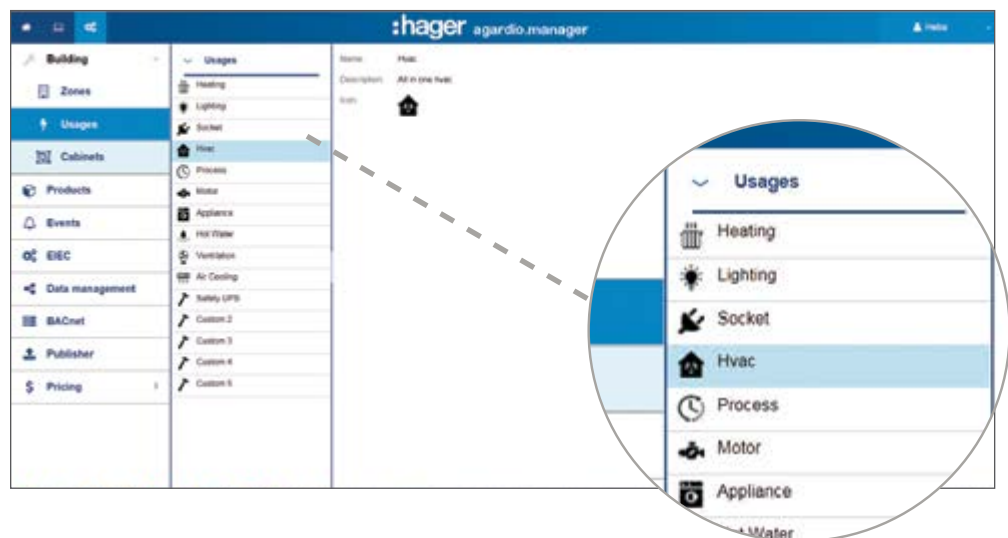 :hager agardio.manager
Building
Zones
Usages
Cabinets
Products
Events
EIEC
Data management
BACnet
Publisher
$ Pricing
Usages
Heating
Lighting
Socket
Hvac
Process
Motor
Appliance
Hot Water
Ventilation
Air Cooling
Safety UPS
Custom 2
Custom 3
Custom 4
Custom 5
Name Hvac
Description All in one hvac
Icon
Usages
Heating
Lighting
Socket
Hvac
Process
Motor
Appliance
Water